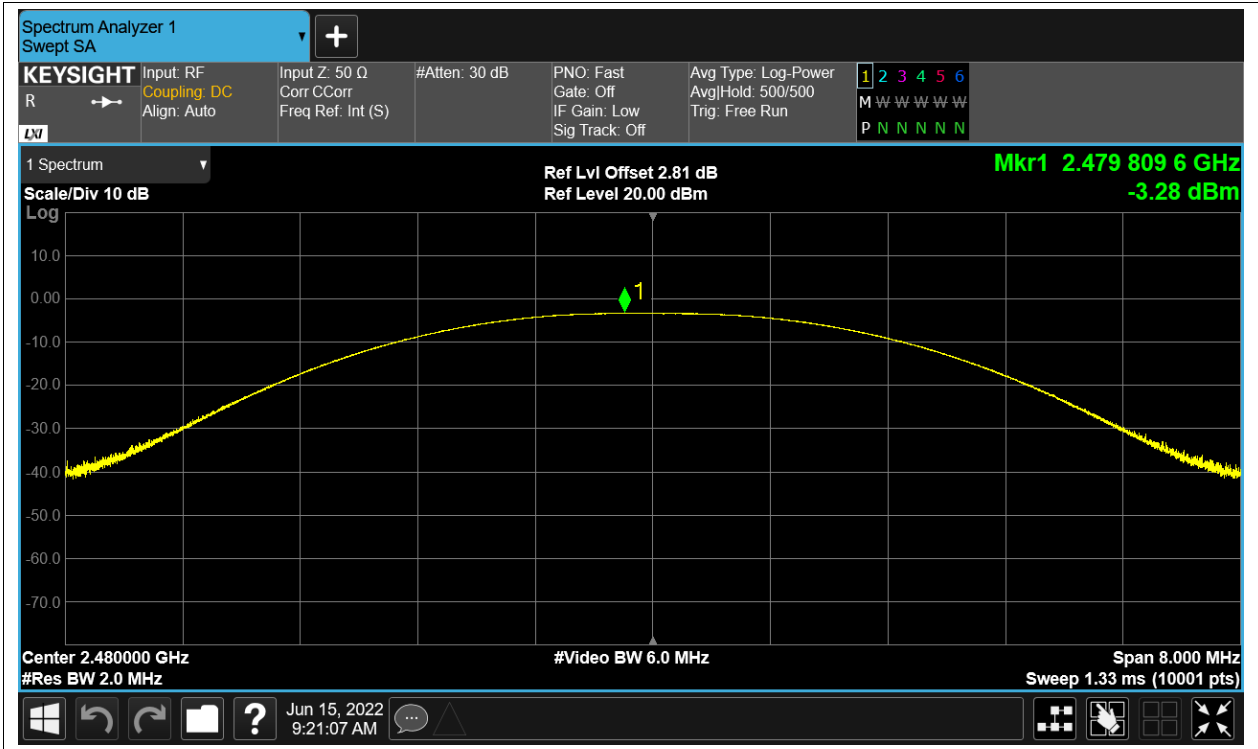 Spectrum Analyzer 1
Swept SA
+
KEYSIGHT
R
LXI
Input: RF
Coupling: DC
Align: Auto
Input Z: 50 Ω
Corr CCorr
Freq Ref: Int (S)
#Atten: 30 dB
PNO: Fast
Gate: Off
IF Gain: Low
Sig Track: Off
Avg Type: Log-Power
Avg|Hold: 500/500
Trig: Free Run
1 2 3 4 5 6
M W W W W W
P N N N N N
1 Spectrum
Scale/Div 10 dB
Log
Ref Lvl Offset 2.81 dB
Ref Level 20.00 dBm
Mkr1 2.479 809 6 GHz
-3.28 dBm
10.0
0.00
-10.0
-20.0
-30.0
-40.0
-50.0
-60.0
-70.0
1
Center 2.480000 GHz
#Res BW 2.0 MHz
#Video BW 6.0 MHz
Span 8.000 MHz
Sweep 1.33 ms (10001 pts)
?
Jun 15, 2022
9:21:07 AM